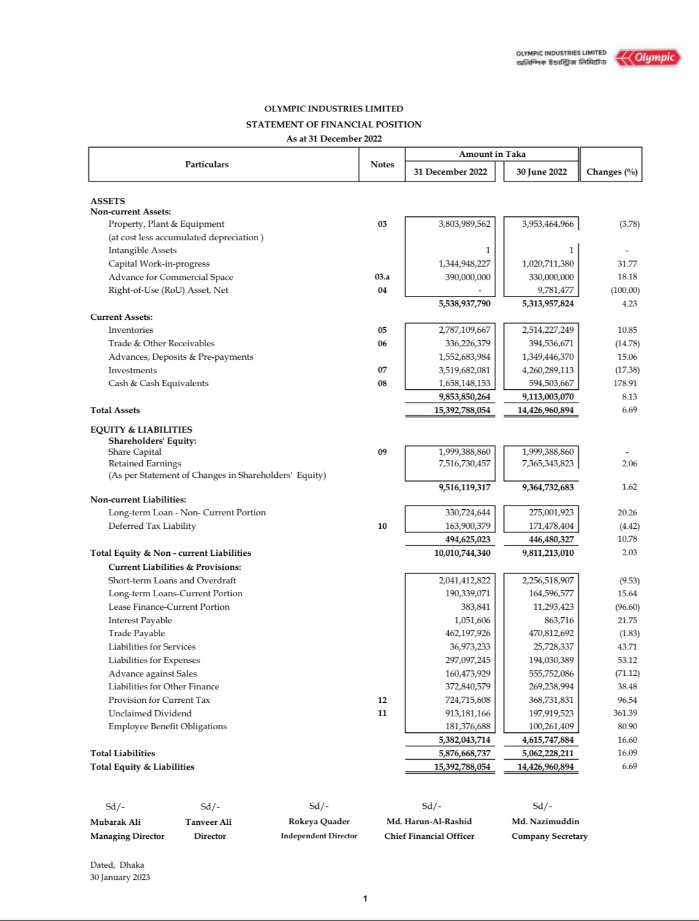 OLYMPIC INDUSTRIES LIMITED
অলিম্পিক ইন্ডাস্ট্রিজ লিমিটেড
Olympic
OLYMPIC INDUSTRIES LIMITED
STATEMENT OF FINANCIAL POSITION
As at 31 December 2022
Particulars Notes Amount in Taka Changes (%)
31 December 2022 30 June 2022
ASSETS
Non-current Assets:
Property, Plant & Equipment 03 3,803,989,562 3,953,464,966 (3.78)
(at cost less accumulated depreciation )
Intangible Assets 1 1 -
Capital Work-in-progress 1,344,948,227 1,020,711,380 31.77
Advance for Commercial Space 03.a 390,000,000 330,000,000 18.18
Right-of-Use (RoU) Asset, Net 04 - 9,781,477 (100.00)
5,538,937,790 5,313,957,824 4.23
Current Assets:
Inventories 05 2,787,109,667 2,514,227,249 10.85
Trade & Other Receivables 06 336,226,379 394,536,671 (14.78)
Advances, Deposits & Pre-payments 1,552,683,984 1,349,446,370 15.06
Investments 07 3,519,682,081 4,260,289,113 (17.38)
Cash & Cash Equivalents 08 1,658,148,153 594,503,667 178.91
9,853,850,264 9,113,003,070 8.13
Total Assets 15,392,788,054 14,426,960,894 6.69
EQUITY & LIABILITIES
Shareholders' Equity:
Share Capital 09 1,999,388,860 1,999,388,860 -
Retained Earnings 7,516,730,457 7,365,343,823 2.06
(As per Statement of Changes in Shareholders' Equity)
9,516,119,317 9,364,732,683 1.62
Non-current Liabilities:
Long-term Loan - Non- Current Portion 330,724,644 275,001,923 20.26
Deferred Tax Liability 10 163,900,379 171,478,404 (4.42)
494,625,023 446,480,327 10.78
Total Equity & Non - current Liabilities 10,010,744,340 9,811,213,010 2.03
Current Liabilities & Provisions:
Short-term Loans and Overdraft 2,041,412,822 2,256,518,907 (9.53)
Long-term Loans-Current Portion 190,339,071 164,596,577 15.64
Lease Finance-Current Portion 383,841 11,293,423 (96.60)
Interest Payable 1,051,606 863,716 21.75
Trade Payable 462,197,926 470,812,692 (1.83)
Liabilities for Services 36,973,233 25,728,337 43.71
Liabilities for Expenses 297,097,245 194,030,389 53.12
Advance against Sales 160,473,929 555,752,086 (71.12)
Liabilities for Other Finance 372,840,579 269,238,994 38.48
Provision for Current Tax 12 724,715,608 368,731,831 96.54
Unclaimed Dividend 11 913,181,166 197,919,523 361.39
Employee Benefit Obligations 181,376,688 100,261,409 80.90
5,382,043,714 4,615,747,884 16.60
Total Liabilities 5,876,668,737 5,062,228,211 16.09
Total Equity & Liabilities 15,392,788,054 14,426,960,894 6.69
Sd/- Sd/- Sd/- Sd/- Sd/-
Mubarak Ali Tanveer Ali Rokeya Quader Md. Harun-Al-Rashid Md. Nazimuddin
Managing Director Director Independent Director Chief Financial Officer Company Secretary
Dated, Dhaka
30 January 2023
1